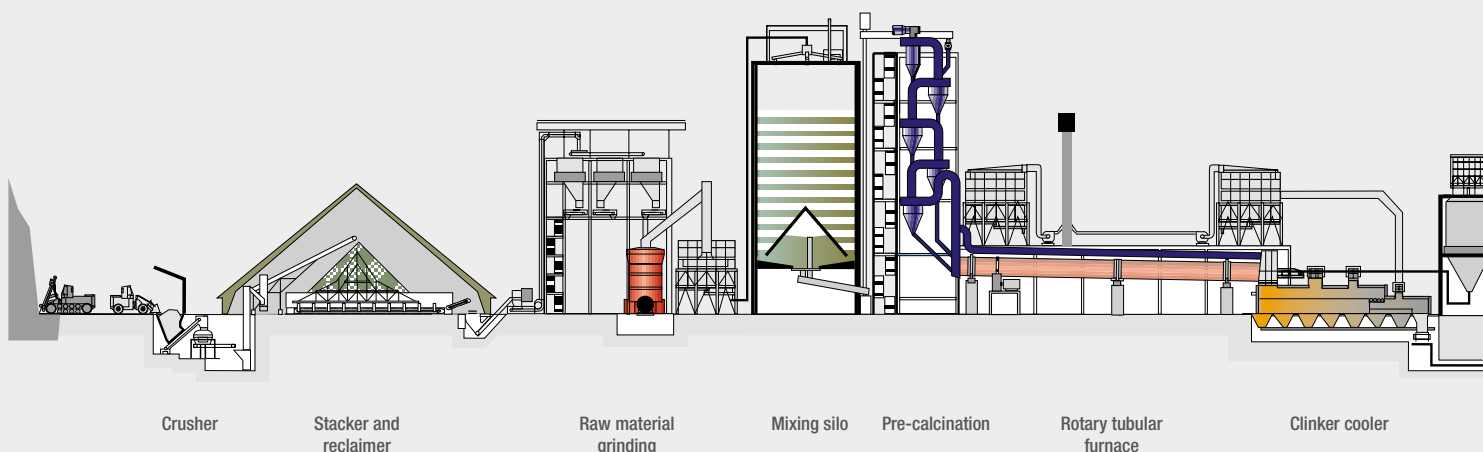 Crusher
Stacker and
reclaimer
Raw material
grinding
Mixing silo
Pre-calcination
Rotary tubular
furnace
Clinker cooler